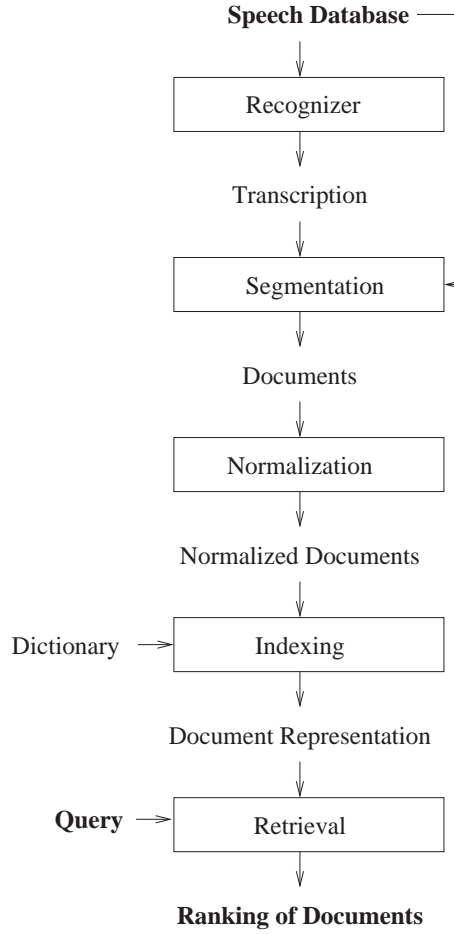 Speech Database
Recognizer
Transcription
Segmentation
Documents
Normalization
Normalized Documents
Dictionary
Indexing
Document Representation
Query
Retrieval
Ranking of Documents